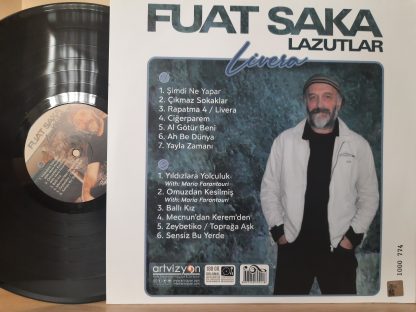 FUAT SAKA
LAZUTLAR
Livera
1. Şimdi Ne Yapar
2. Çıkmaz Sokaklar
3. Rapatma 4 / Livera
4. Ciğerparem
5. Al Götür Beni
6. Ah Be Dünya
7. Yayla Zamanı
1. Yıldızlara Yolculuk
With: Maria Farantouri
2. Omuzdan Kesilmiş
With: Maria Farantouri
3. Ballı Kız
4. Mecnun'dan Kerem'den
5. Zeybetiko / Toprağa Aşk
6. Sensiz Bu Yerde
artvizyon
180 GR
1000 774
FUAT SAKA